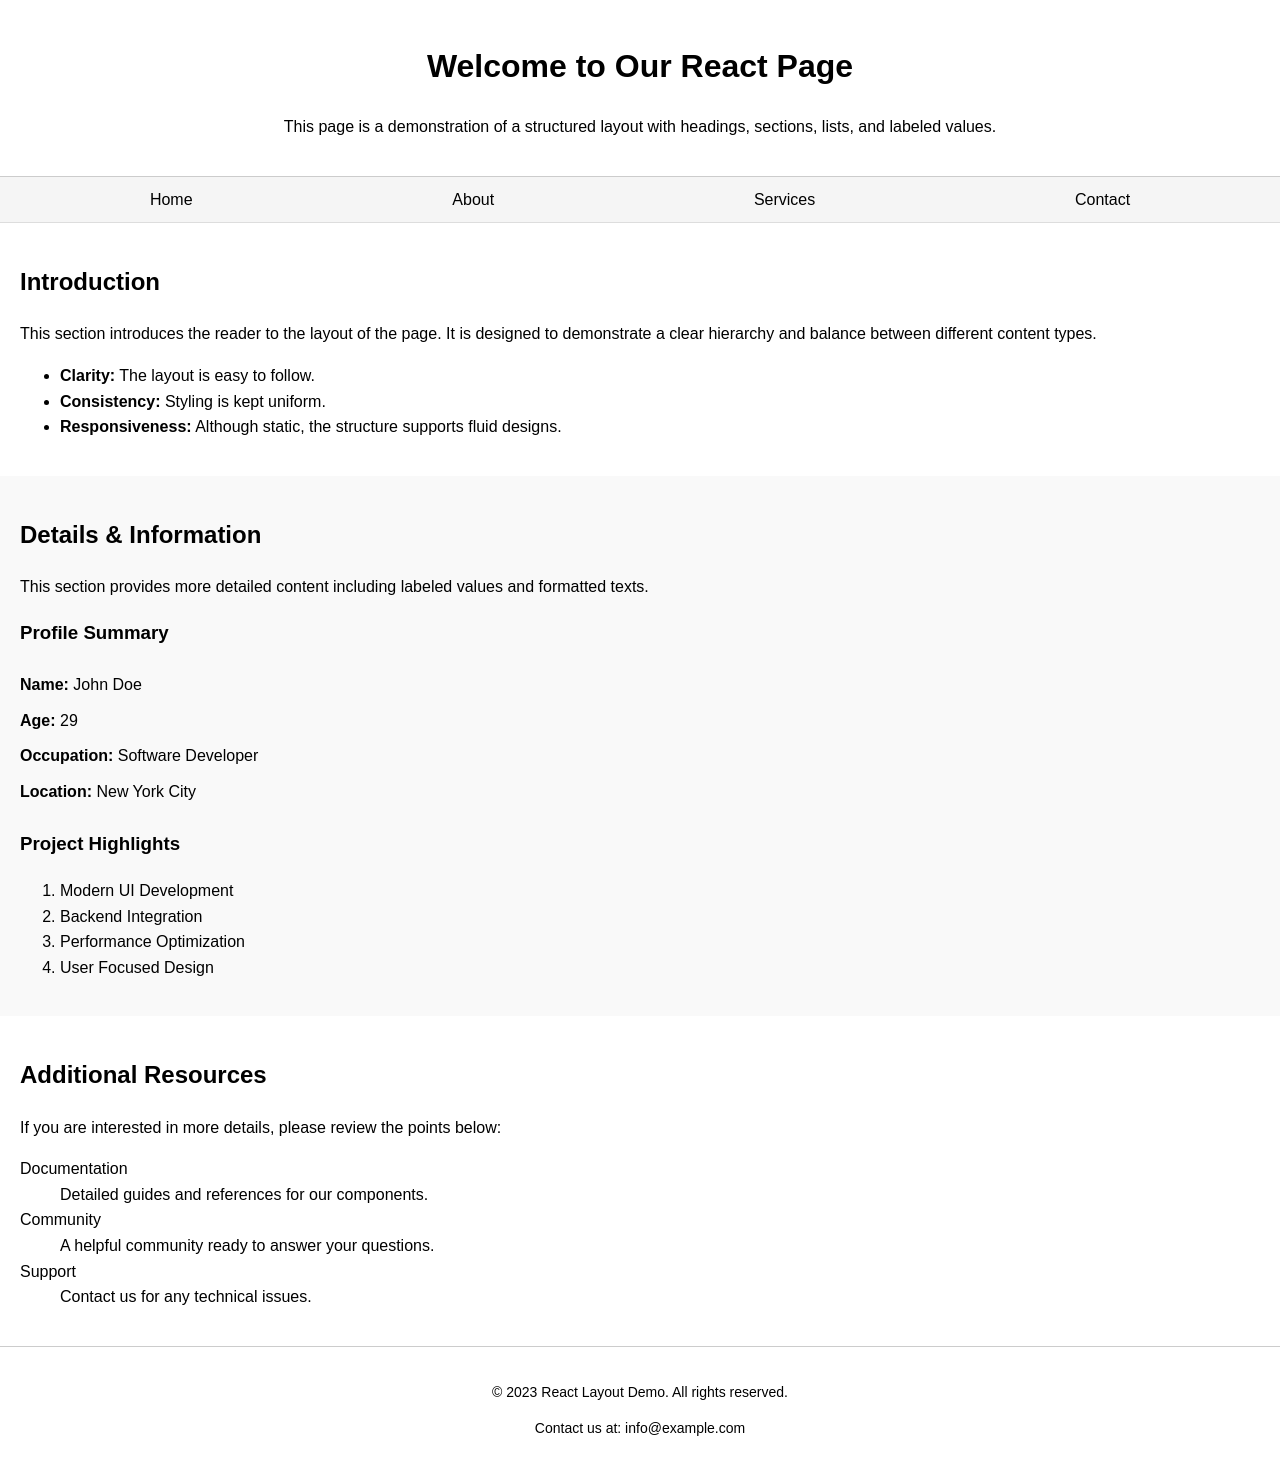 Welcome to Our React Page
This page is a demonstration of a structured layout with headings, sections, lists, and labeled values.
Home About Services Contact
Introduction
This section introduces the reader to the layout of the page. It is designed to demonstrate a clear hierarchy and balance between different content types.
• Clarity: The layout is easy to follow.
• Consistency: Styling is kept uniform.
• Responsiveness: Although static, the structure supports fluid designs.
Details & Information
This section provides more detailed content including labeled values and formatted texts.
Profile Summary
Name: John Doe
Age: 29
Occupation: Software Developer
Location: New York City
Project Highlights
1. Modern UI Development
2. Backend Integration
3. Performance Optimization
4. User Focused Design
Additional Resources
If you are interested in more details, please review the points below:
Documentation
Detailed guides and references for our components.
Community
A helpful community ready to answer your questions.
Support
Contact us for any technical issues.
© 2023 React Layout Demo. All rights reserved.
Contact us at: info@example.com